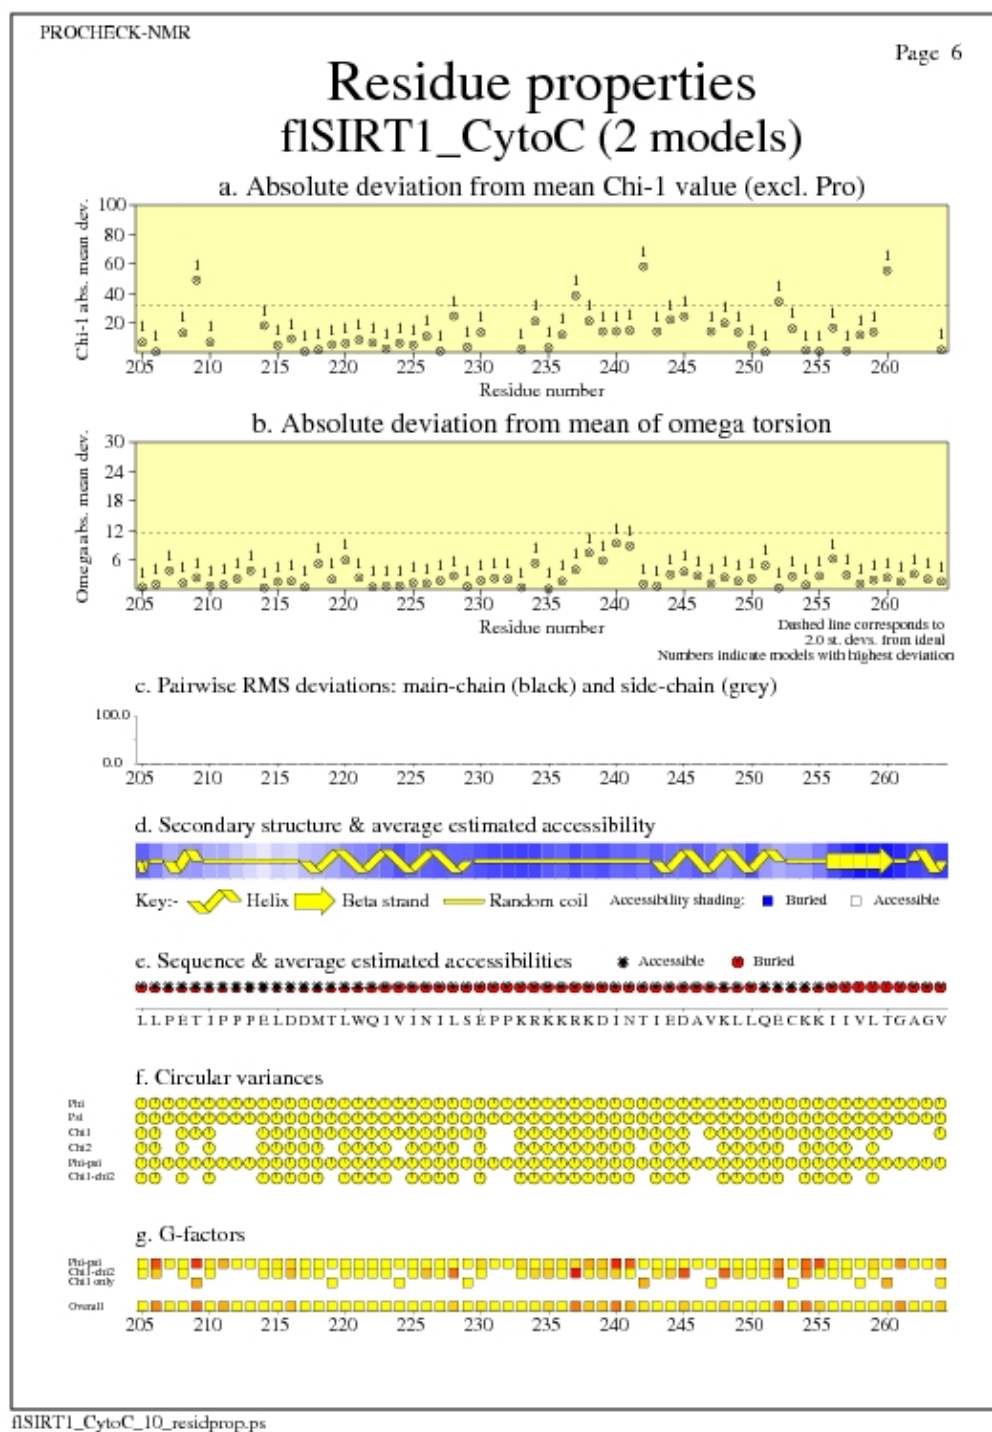 PROCHECK-NMR
Page 6
Residue properties
flSIRT1_CytoC (2 models)
a. Absolute deviation from mean Chi-1 value (excl. Pro)
Chi-1 abs. mean dev.
100
80
60
40
20
205 210 215 220 225 230 235 240 245 250 255 260
Residue number
b. Absolute deviation from mean of omega torsion
Omega abs. mean dev.
30
24
18
12
6
205 210 215 220 225 230 235 240 245 250 255 260
Residue number
Dashed line corresponds to
2.0 st. devs. from ideal
Numbers indicate models with highest deviation
c. Pairwise RMS deviations: main-chain (black) and side-chain (grey)
100.0
0.0
205 210 215 220 225 230 235 240 245 250 255 260
d. Secondary structure & average estimated accessibility
Key:- Helix Beta strand Random coil Accessibility shading: Buried Accessible
e. Sequence & average estimated accessibilities Accessible Buried
L L P E T I P P P E L D D M T L W Q I V I N I L S E P P K R K K R K D I N T I E D A V K L L Q E C K K I I V L T G A G V
f. Circular variances
Phi
Psi
Chi1
Chi2
Phi-psi
Chi1-chi2
g. G-factors
Phi-psi
Chi1-chi2
Chi1 only
Overall
205 210 215 220 225 230 235 240 245 250 255 260
flSIRT1_CytoC_10_residprop.ps